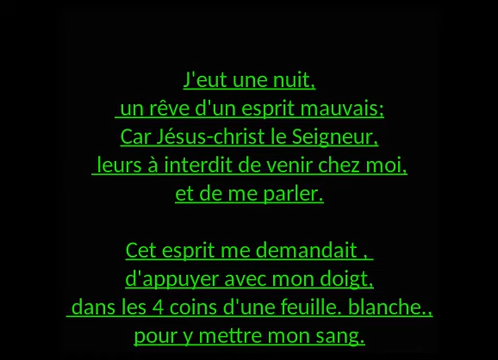 J'eut une nuit,
un rêve d'un esprit mauvais;
Car Jésus-christ le Seigneur,
leurs à interdit de venir chez moi,
et de me parler.
Cet esprit me demandait ,
d'appuyer avec mon doigt,
dans les 4 coins d'une feuille. blanche.,
pour y mettre mon sang.